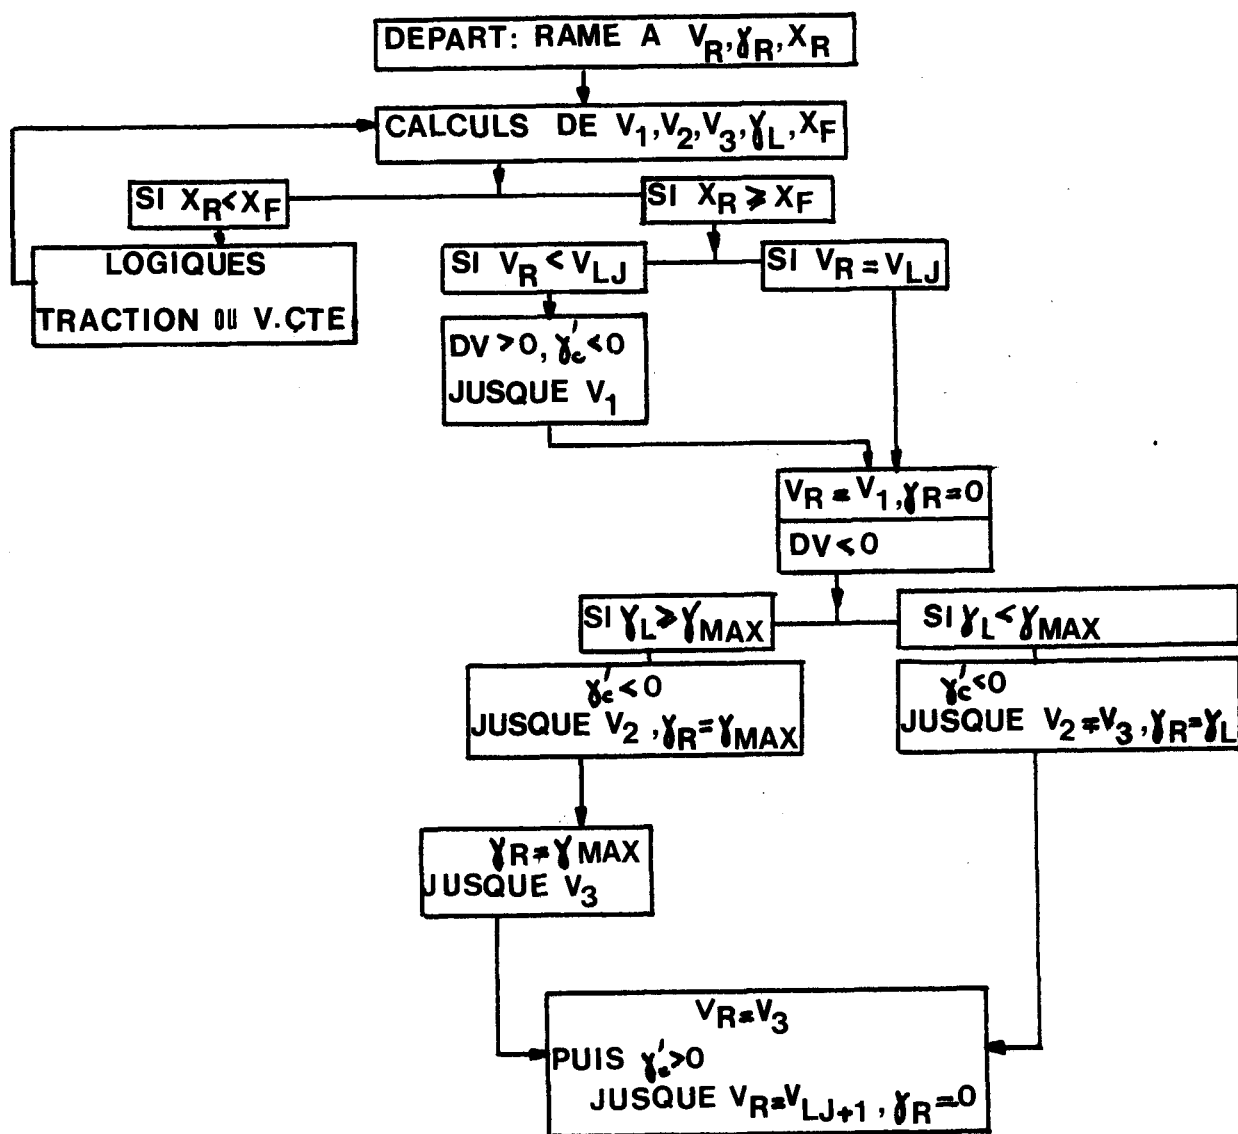 DEPART: RAME A V_R, γ_R, X_R
CALCULS DE V_1, V_2, V_3, γ_L, X_F
SI X_R < X_F
SI X_R ⩾ X_F
LOGIQUES
TRACTION OU V.ÇTE
SI V_R < V_LJ
SI V_R = V_LJ
DV > 0, γ'_c < 0
JUSQUE V_1
V_R = V_1, γ_R = 0
DV < 0
SI γ_L ⩾ γ_MAX
SI γ_L < γ_MAX
γ'_c < 0
JUSQUE V_2, γ_R = γ_MAX
γ'_c < 0
JUSQUE V_2 = V_3, γ_R = γ_L
γ_R = γ_MAX
JUSQUE V_3
V_R = V_3
PUIS γ'_c > 0
JUSQUE V_R = V_LJ+1, γ_R = 0